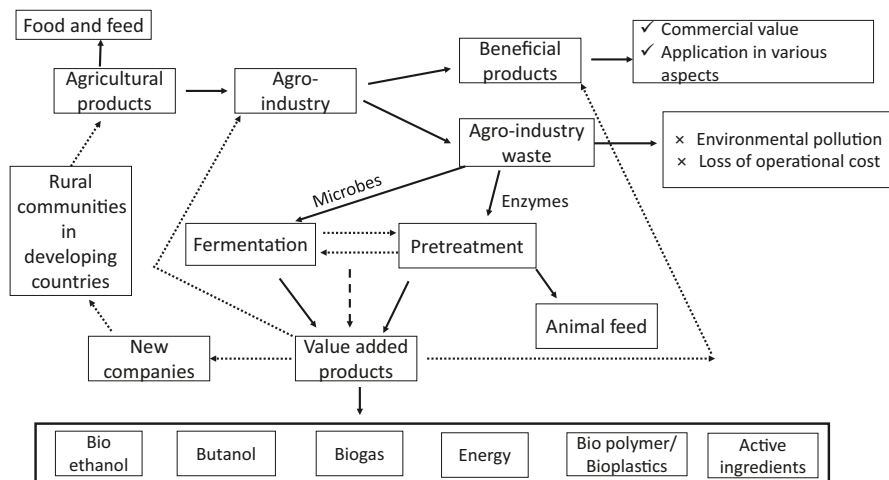 Food and feed
Agricultural
products
Agro-
industry
Beneficial
products
✓ Commercial value
✓ Application in various
aspects
Agro-industry
waste
× Environmental pollution
× Loss of operational cost
Rural
communities
in
developing
countries
Microbes
Enzymes
Fermentation
Pretreatment
Animal feed
New
companies
Value added
products
Bio
ethanol
Butanol
Biogas
Energy
Bio polymer/
Bioplastics
Active
ingredients